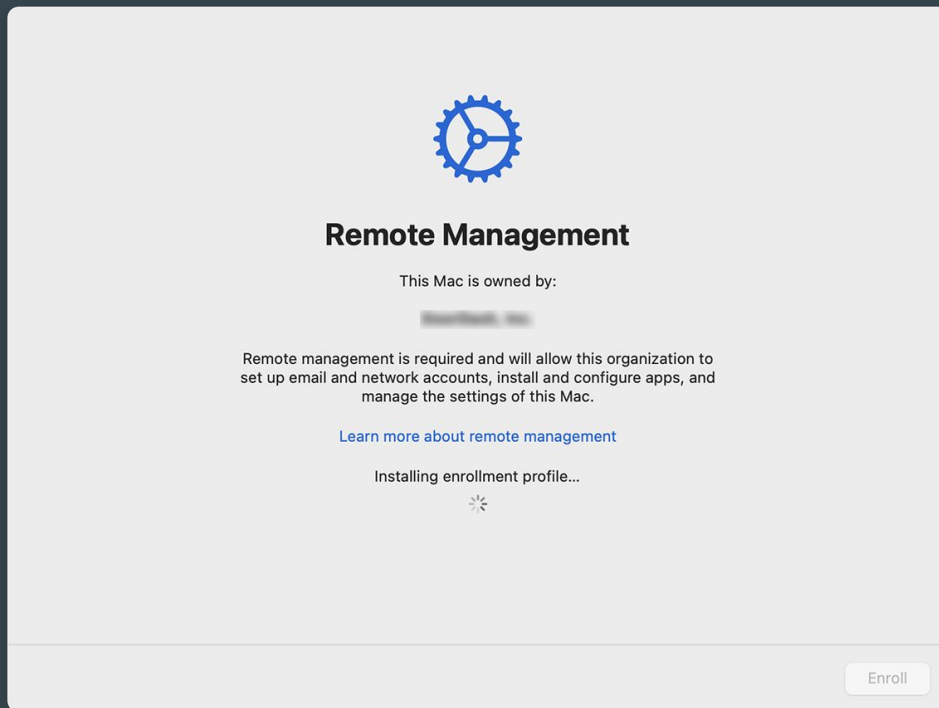 Remote Management
This Mac is owned by:
Remote management is required and will allow this organization to
set up email and network accounts, install and configure apps, and
manage the settings of this Mac.
Learn more about remote management
Installing enrollment profile...
Enroll